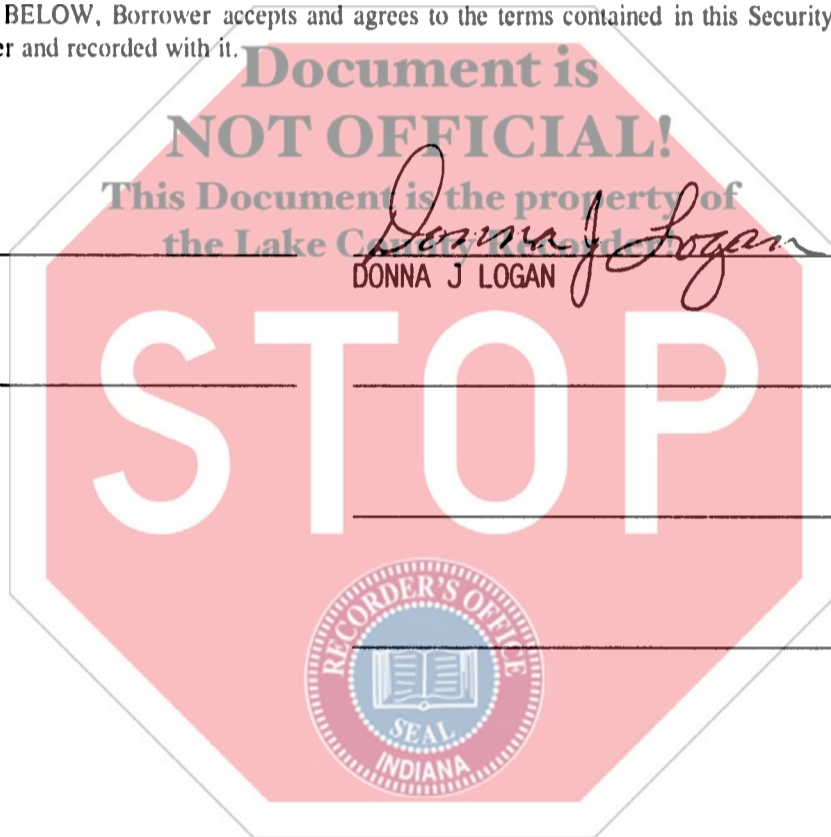 BELOW, Borrower accepts and agrees to the terms contained in this Security
er and recorded with it.
Document is
NOT OFFICIAL!
This Document is the property of
the Lake County Recorder!
Donna J Logan
DONNA J LOGAN
STOP
RECORDER'S OFFICE
SEAL
INDIANA